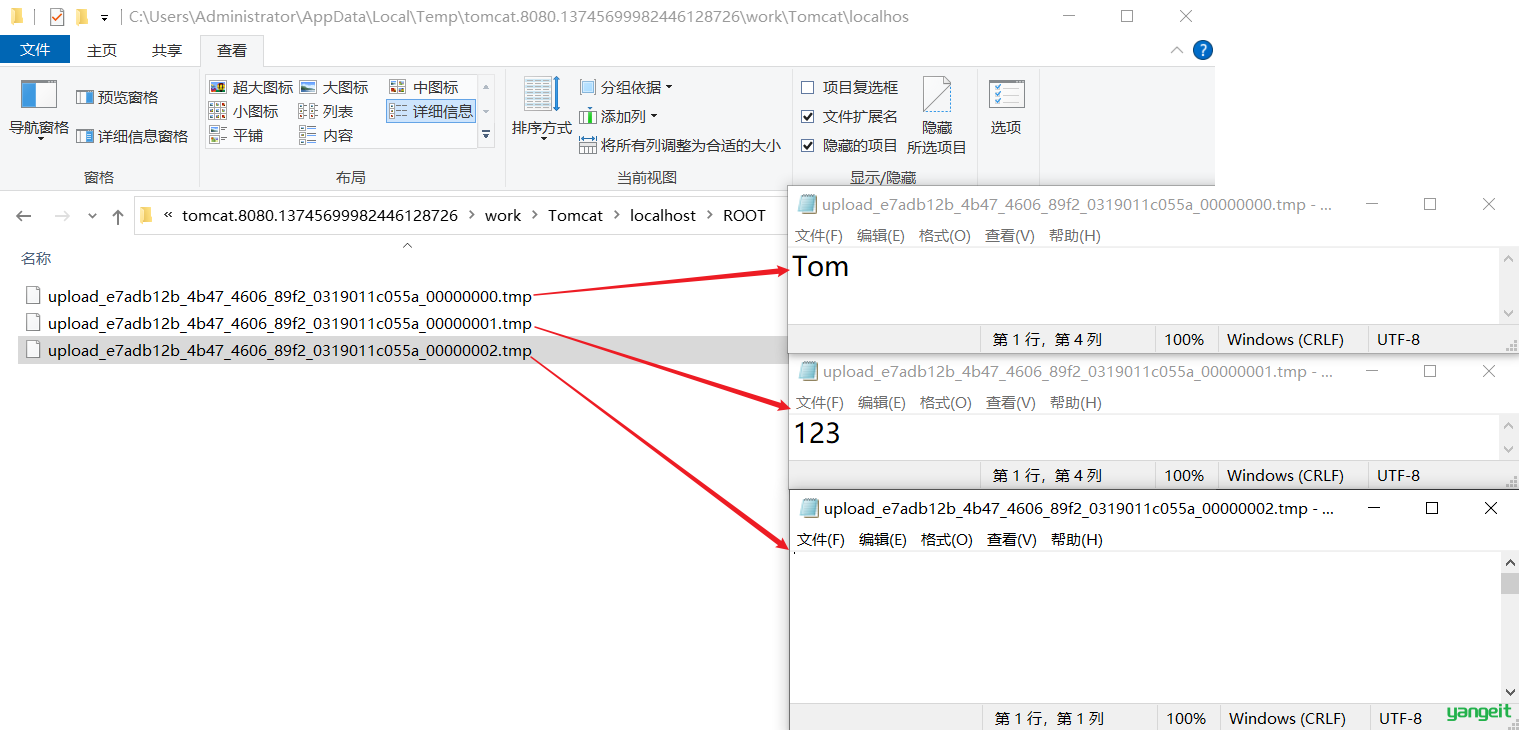 C:\Users\Administrator\AppData\Local\Temp\tomcat.8080.13745699982446128726\work\Tomcat\localhos
文件 主页 共享 查看
导航窗格
预览窗格
详细信息窗格
窗格
超大图标 大图标 中图标
小图标 列表 详细信息
平铺 内容
布局
排序方式
分组依据
添加列
将所有列调整为合适的大小
当前视图
项目复选框
文件扩展名
隐藏的项目
隐藏
所选项目
显示/隐藏
选项
« tomcat.8080.13745699982446128726 > work > Tomcat > localhost > ROOT
名称
upload_e7adb12b_4b47_4606_89f2_0319011c055a_00000000.tmp
upload_e7adb12b_4b47_4606_89f2_0319011c055a_00000001.tmp
upload_e7adb12b_4b47_4606_89f2_0319011c055a_00000002.tmp
upload_e7adb12b_4b47_4606_89f2_0319011c055a_00000000.tmp - ...
文件(F) 编辑(E) 格式(O) 查看(V) 帮助(H)
Tom
第 1 行，第 4 列 100% Windows (CRLF) UTF-8
upload_e7adb12b_4b47_4606_89f2_0319011c055a_00000001.tmp - ...
文件(F) 编辑(E) 格式(O) 查看(V) 帮助(H)
123
第 1 行，第 4 列 100% Windows (CRLF) UTF-8
upload_e7adb12b_4b47_4606_89f2_0319011c055a_00000002.tmp - ...
文件(F) 编辑(E) 格式(O) 查看(V) 帮助(H)
第 1 行，第 1 列 100% Windows (CRLF) UTF-8
yangeit